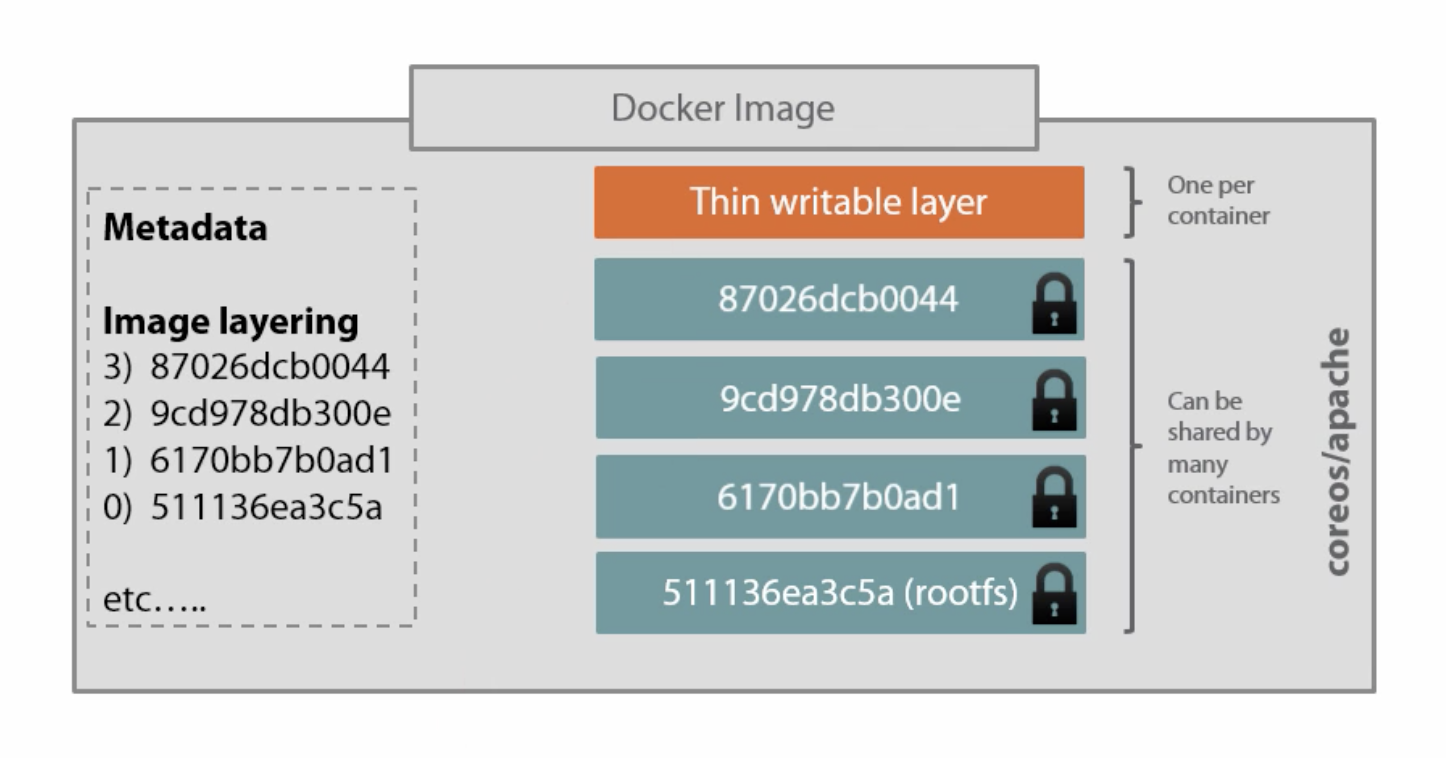 Docker Image
Metadata
Image layering
3) 87026dcb0044
2) 9cd978db300e
1) 6170bb7b0ad1
0) 511136ea3c5a
etc…..
Thin writable layer
87026dcb0044
9cd978db300e
6170bb7b0ad1
511136ea3c5a (rootfs)
One per
container
Can be
shared by
many
containers
coreos/apache